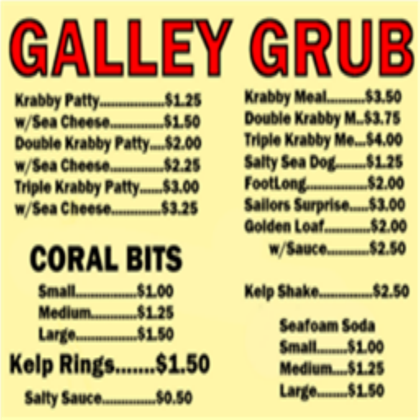 GALLEY GRUB
Krabby Patty..................$1.25
w/Sea Cheese...............$1.50
Double Krabby Patty....$2.00
w/Sea Cheese...............$2.25
Triple Krabby Patty......$3.00
w/Sea Cheese..............$3.25
CORAL BITS
Small..................$1.00
Medium.............$1.25
Large..................$1.50
Kelp Rings.......$1.50
Salty Sauce...............$0.50
Krabby Meal...........$3.50
Double Krabby M..$3.75
Triple Krabby Me...$4.00
Salty Sea Dog.........$1.25
FootLong.................$2.00
Sailors Surprise.....$3.00
Golden Loaf.............$2.00
w/Sauce............$2.50
Kelp Shake...............$2.50
Seafoam Soda
Small.........$1.00
Medium....$1.25
Large.........$1.50